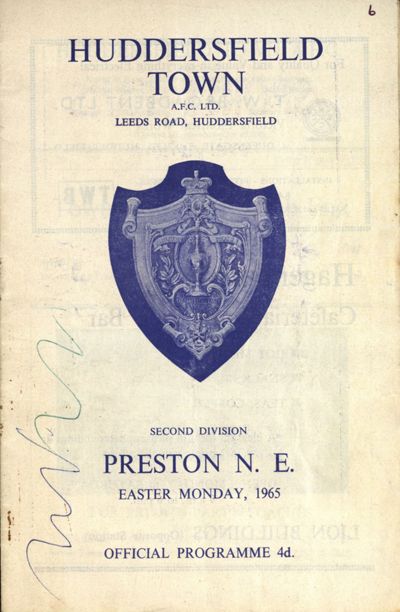 6
HUDDERSFIELD
TOWN
A.F.C. LTD.
LEEDS ROAD, HUDDERSFIELD
SECOND DIVISION
PRESTON N. E.
EASTER MONDAY, 1965
OFFICIAL PROGRAMME 4d.